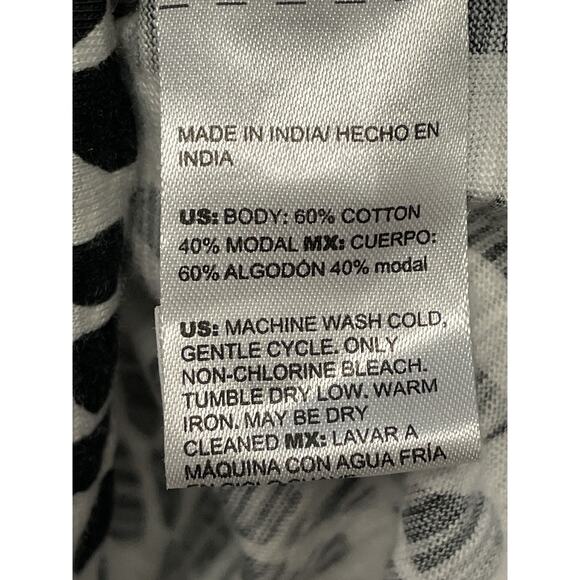 MADE IN INDIA/ HECHO EN
INDIA
US: BODY: 60% COTTON
40% MODAL MX: CUERPO:
60% ALGODÓN 40% modal
US: MACHINE WASH COLD,
GENTLE CYCLE. ONLY
NON-CHLORINE BLEACH.
TUMBLE DRY LOW. WARM
IRON. MAY BE DRY
CLEANED MX: LAVAR A
MÁQUINA CON AGUA FRÍA